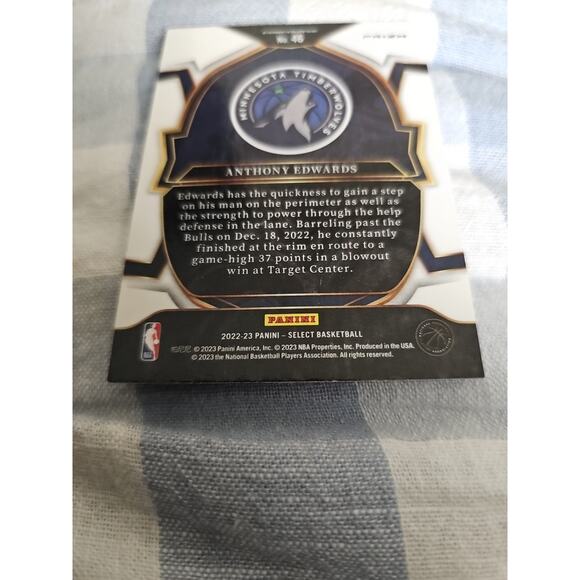 No. 46
PRIZM
MINNESOTA TIMBERWOLVES
ANTHONY EDWARDS
Edwards has the quickness to gain a step
on his man on the perimeter as well as
the strength to power through the help
defense in the lane. Barreling past the
Bulls on Dec. 18, 2022, he constantly
finished at the rim en route to a
game-high 37 points in a blowout
win at Target Center.
PANINI
2022-23 PANINI – SELECT BASKETBALL
© 2023 Panini America, Inc. © 2023 NBA Properties, Inc. Produced in the USA.
© 2023 the National Basketball Players Association. All rights reserved.